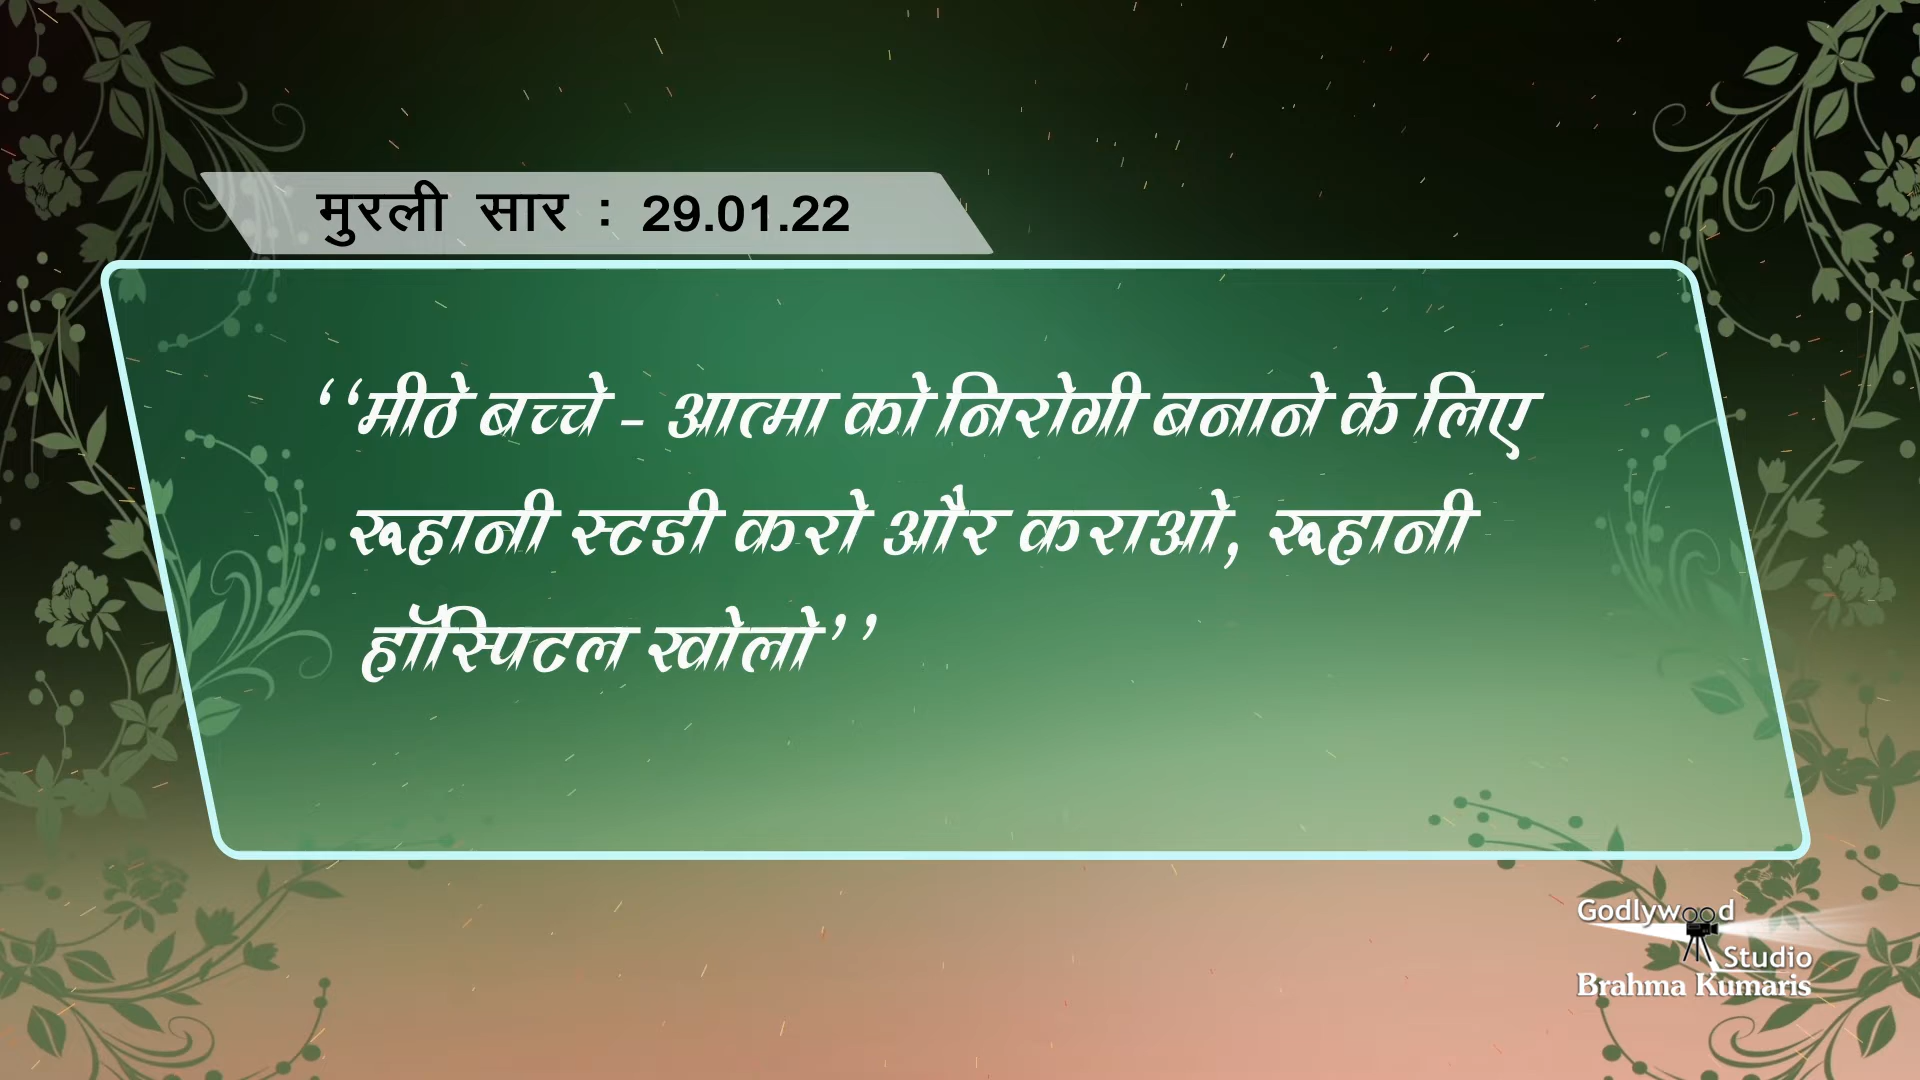 मुरली सार : 29.01.22
‘‘मीठे बच्चे - आत्मा को निरोगी बनाने के लिए
रूहानी स्टडी करो और कराओ, रूहानी
हॉस्पिटल खोलो’’
Godlywood
Studio
Brahma Kumaris